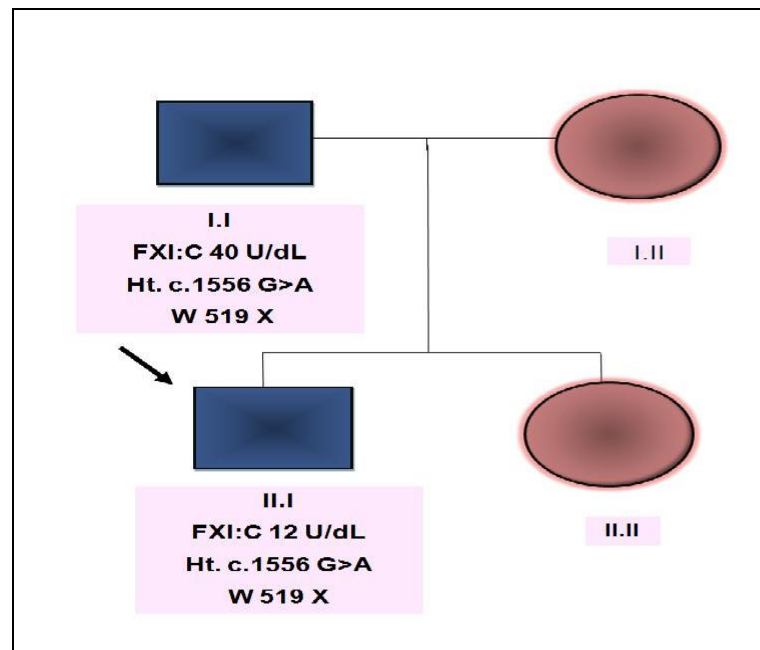 I.I
FXI:C 40 U/dL
Ht. c.1556 G>A
W 519 X
I.II
II.I
FXI:C 12 U/dL
Ht. c.1556 G>A
W 519 X
II.II